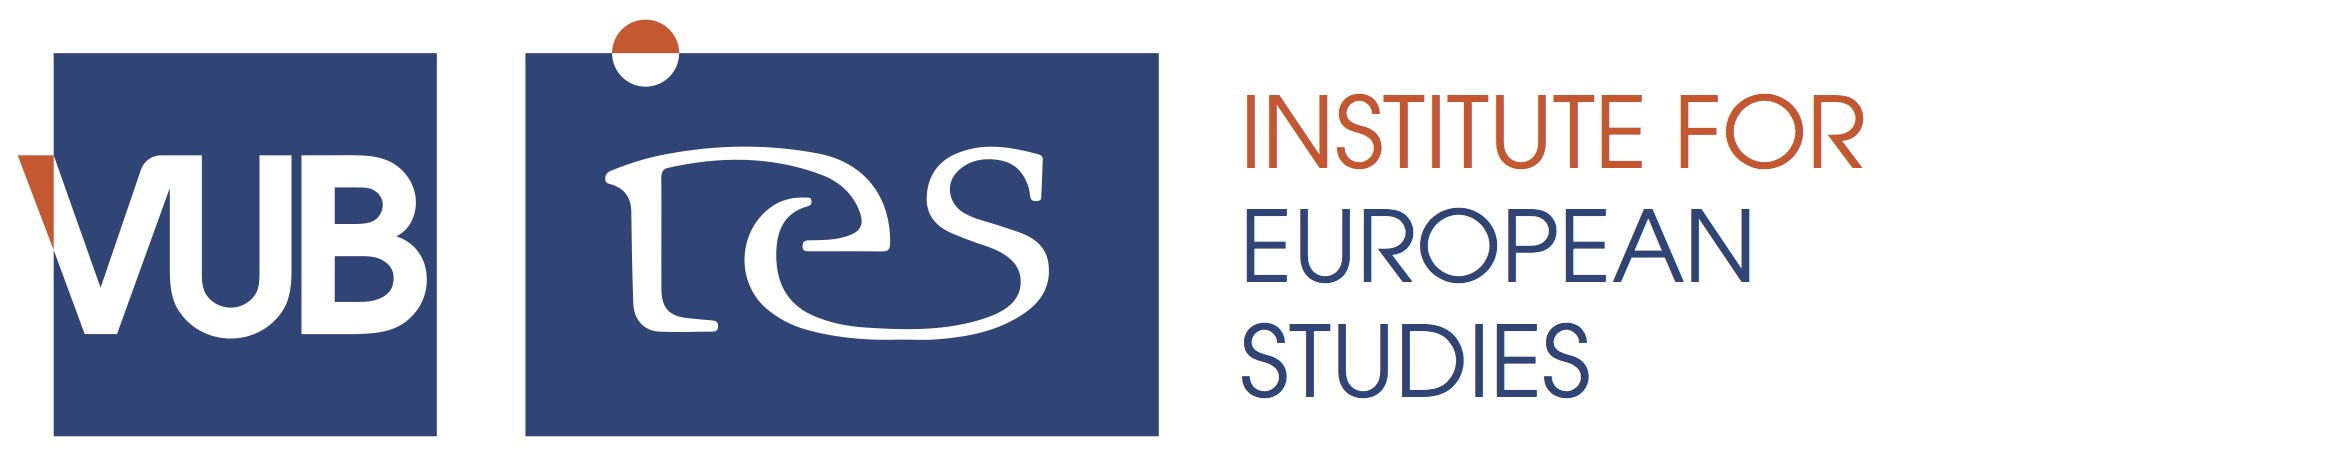 VUB
ies
INSTITUTE FOR
EUROPEAN
STUDIES